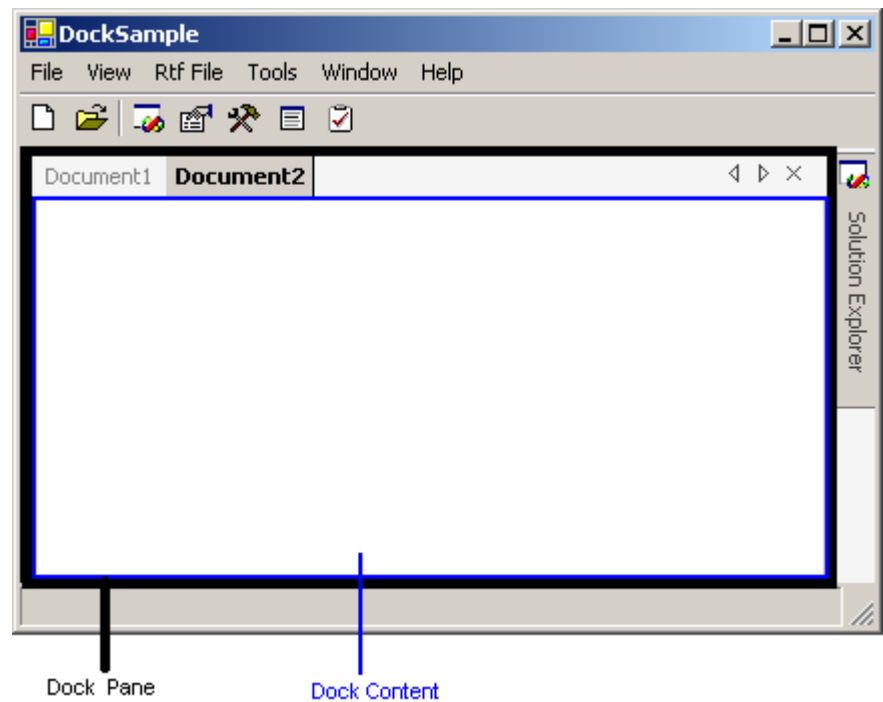 DockSample
File View Rtf File Tools Window Help
Document1 Document2
Solution Explorer
Dock Pane
Dock Content